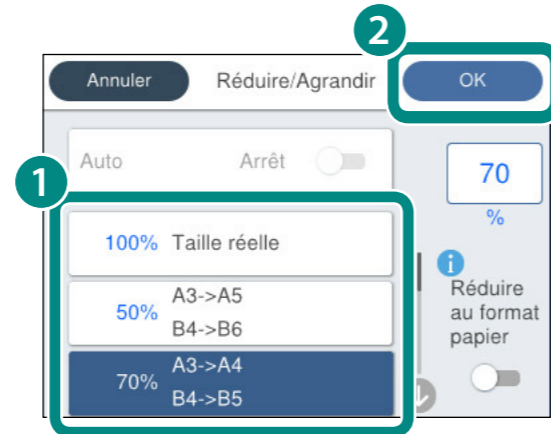 2
Annuler
Réduire/Agrandir
OK
Auto
Arrêt
1
70
%
100% Taille réelle
50%
A3->A5
B4->B6
70%
A3->A4
B4->B5
i
Réduire
au format
papier